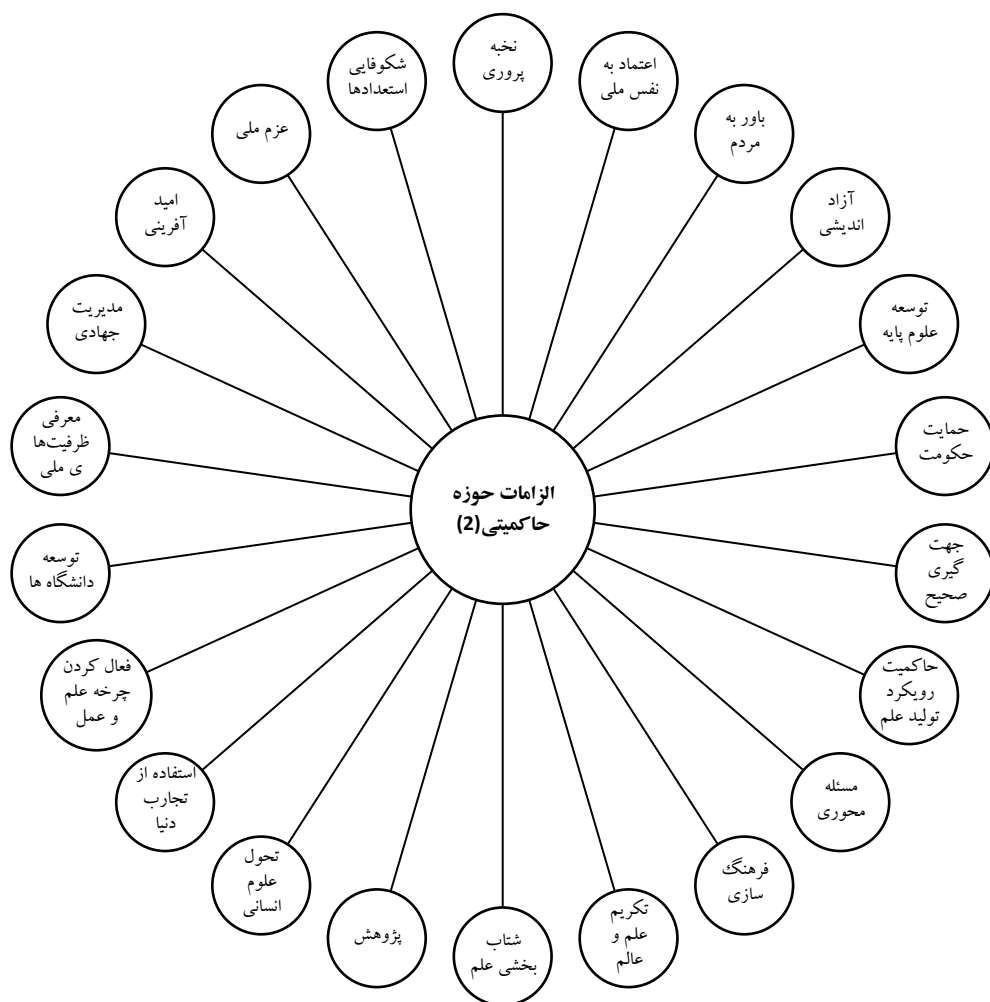 نخبه
پروری
اعتماد به
نفس ملی
باور به
مردم
آزاد
اندیشی
توسعه
علوم پایه
حمایت
حکومت
جهت
گیری
صحیح
حاکمیت
رویکرد
تولید علم
مسئله
محوری
فرهنگ
سازی
تکریم
علم و
عالم
شتاب
بخشی علم
پژوهش
تحول
علوم
انسانی
استفاده از
تجارب
دنیا
فعال کردن
چرخه علم
و عمل
توسعه
دانشگاه ها
معرفی
ظرفیت‌ها
ی ملی
مدیریت
جهادی
امید
آفرینی
عزم ملی
شکوفایی
استعدادها
الزامات حوزه
حاکمیتی(2)